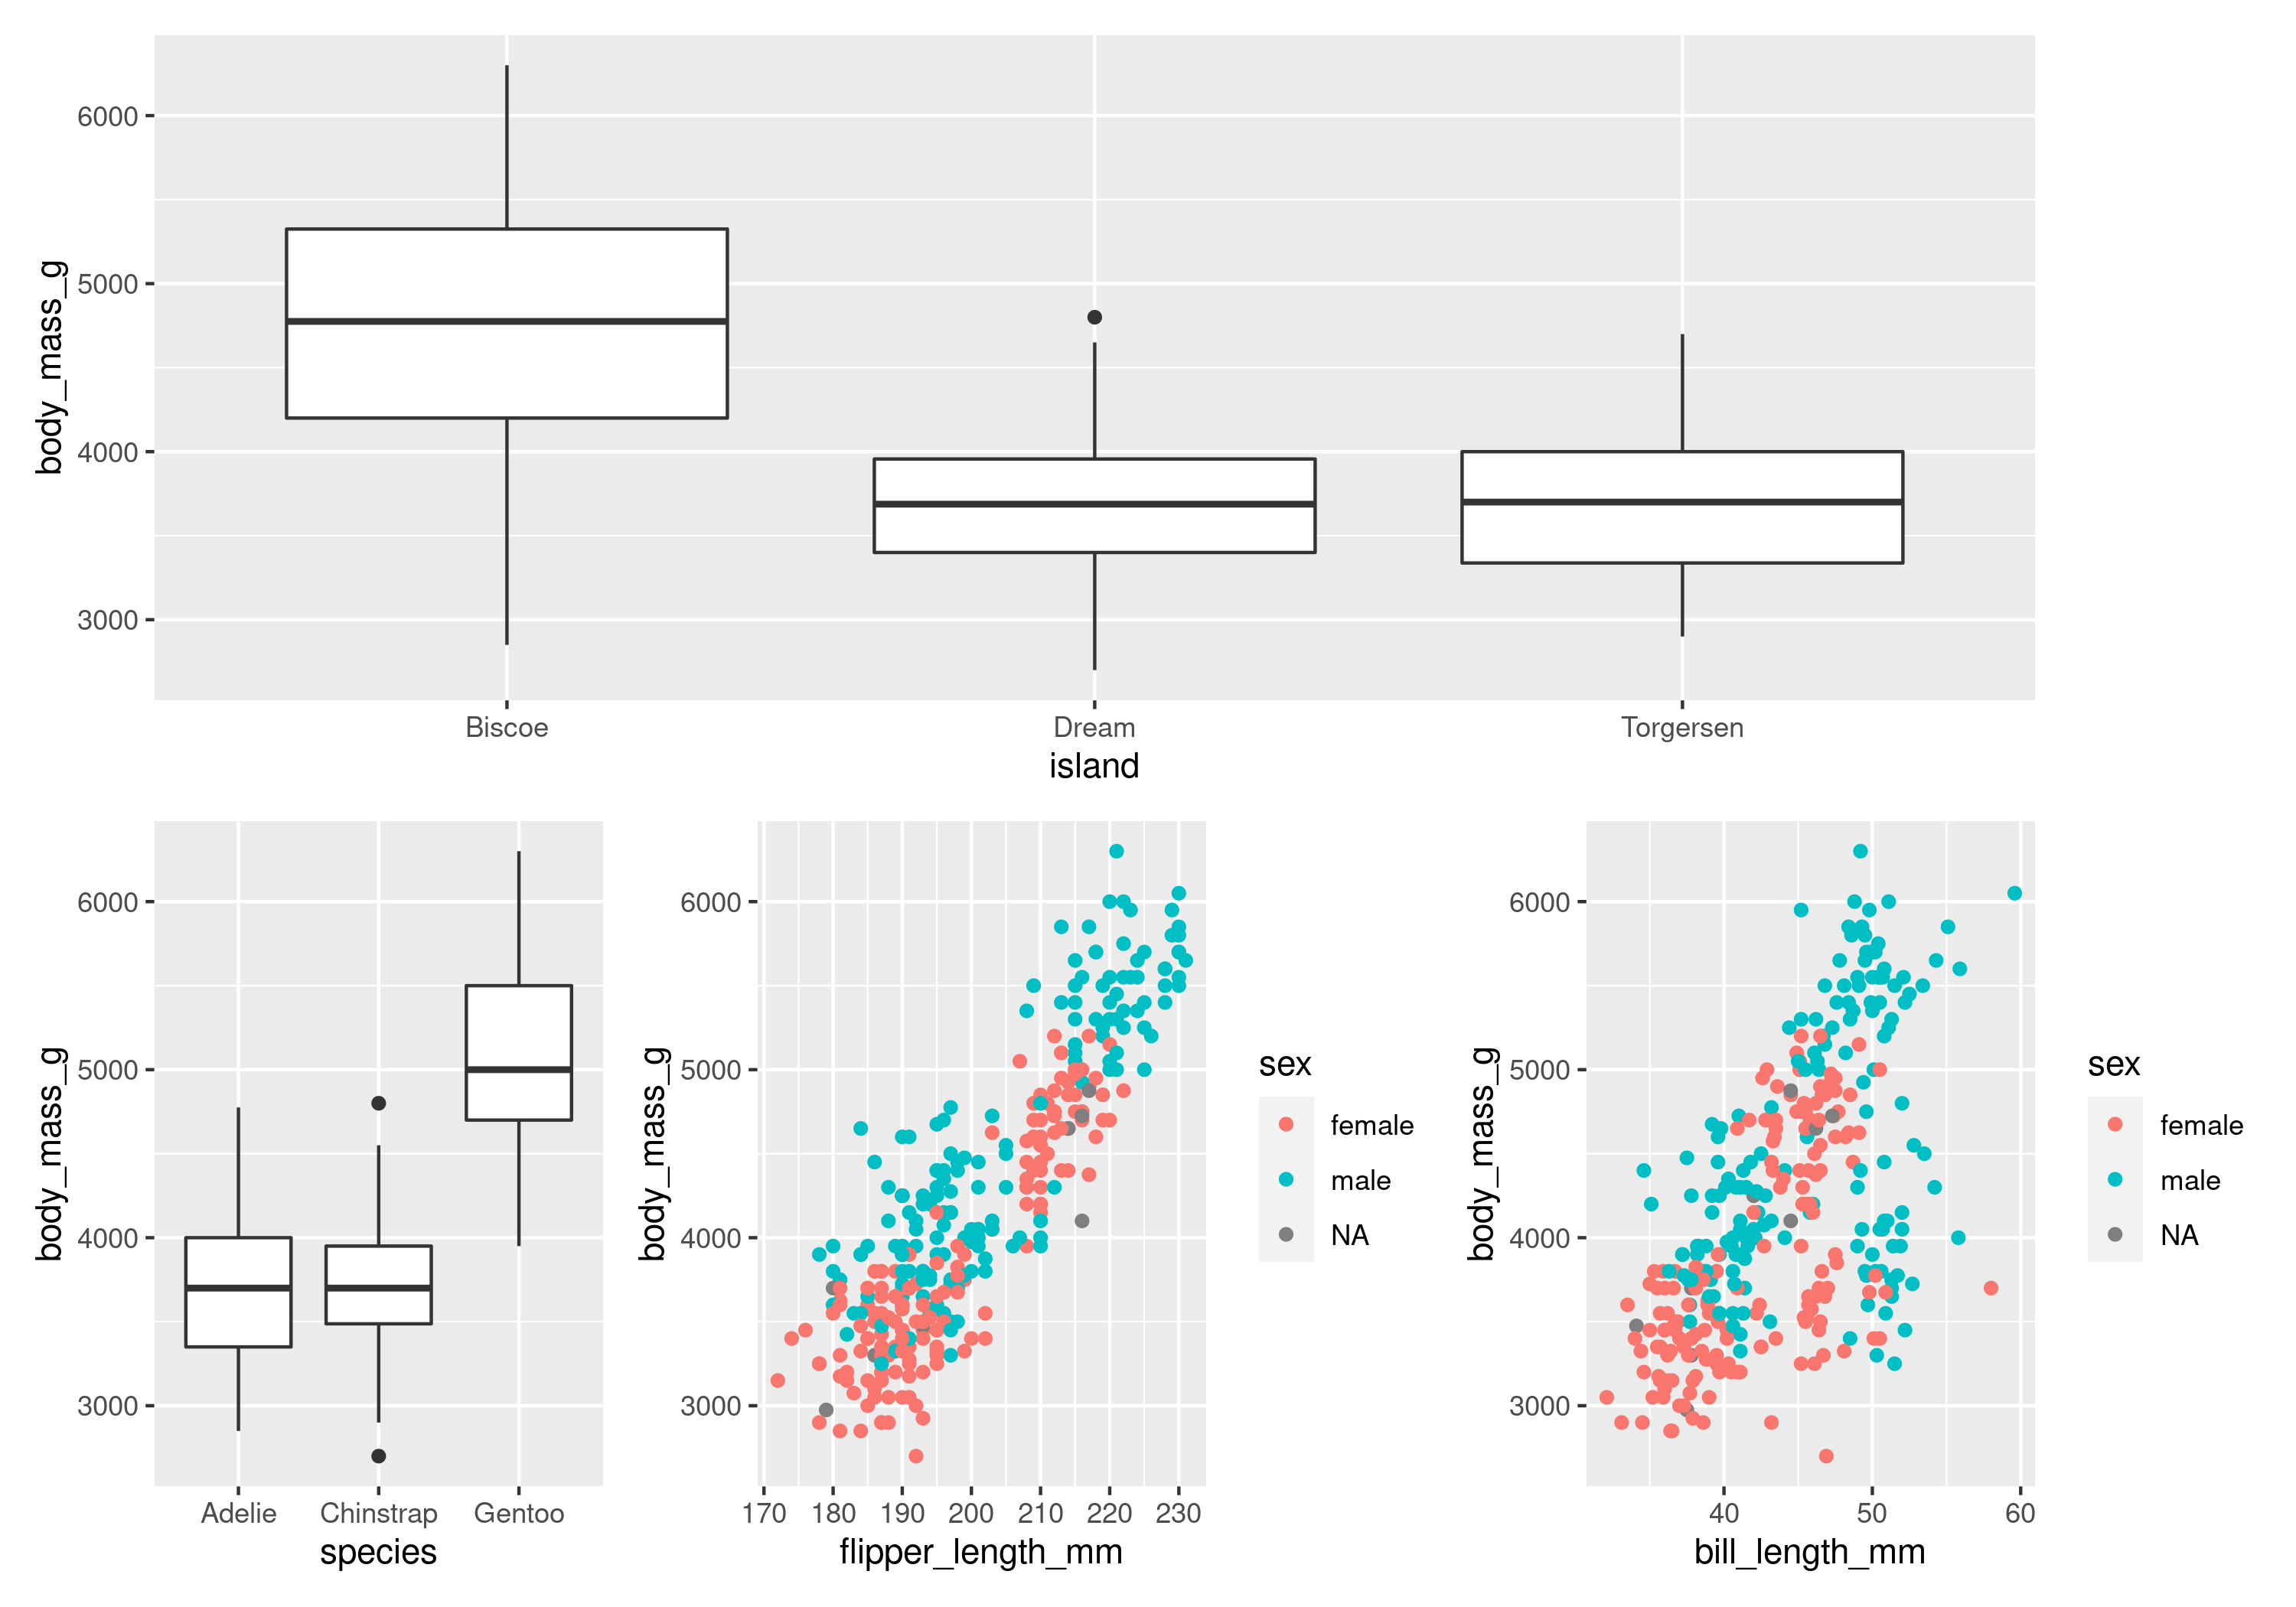 body_mass_g
6000
5000
4000
3000
Biscoe Dream Torgersen
island
body_mass_g
6000
5000
4000
3000
Adelie Chinstrap Gentoo
species
body_mass_g
6000
5000
4000
3000
170 180 190 200 210 220 230
flipper_length_mm
sex
female
male
NA
body_mass_g
6000
5000
4000
3000
40 50 60
bill_length_mm
sex
female
male
NA